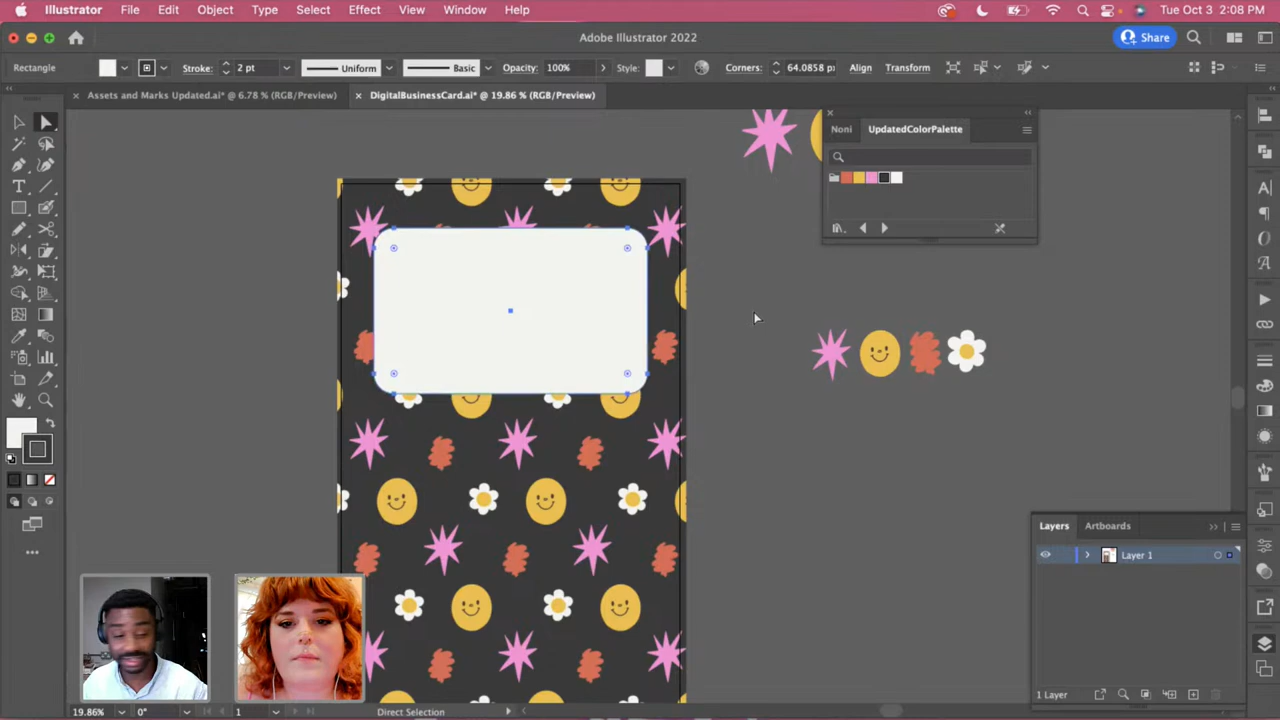 Illustrator File Edit Object Type Select Effect View Window Help Tue Oct 3 2:08 PM
Adobe Illustrator 2022 Share
Rectangle Stroke: 2 pt Uniform Basic Opacity: 100% Style: Corners: 64.0858 px Align Transform
Assets and Marks Updated.ai* @ 6.78 % (RGB/Preview) DigitalBusinessCard.ai* @ 19.86 % (RGB/Preview)
Noni UpdatedColorPalette
Layers Artboards
Layer 1
1 Layer
19.86% 0° 1 Direct Selection